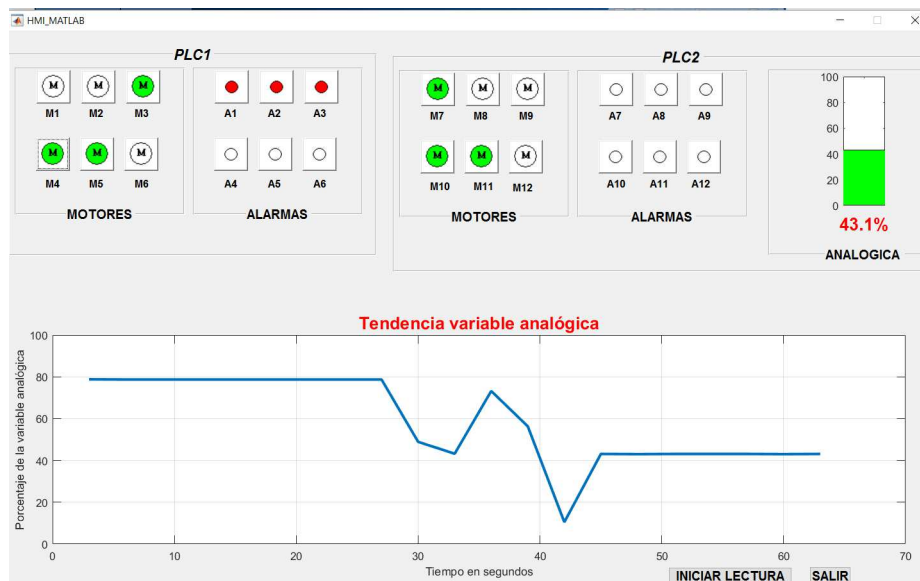 HMI_MATLAB
PLC1
M M M
M1 M2 M3
M M M
M4 M5 M6
MOTORES
A1 A2 A3
A4 A5 A6
ALARMAS
PLC2
M M M
M7 M8 M9
M M M
M10 M11 M12
MOTORES
A7 A8 A9
A10 A11 A12
ALARMAS
100
80
60
40
20
0
43.1%
ANALOGICA
Tendencia variable analógica
Porcentaje de la variable analógica
100
80
60
40
20
0
0 10 20 30 40 50 60 70
Tiempo en segundos
INICIAR LECTURA SALIR